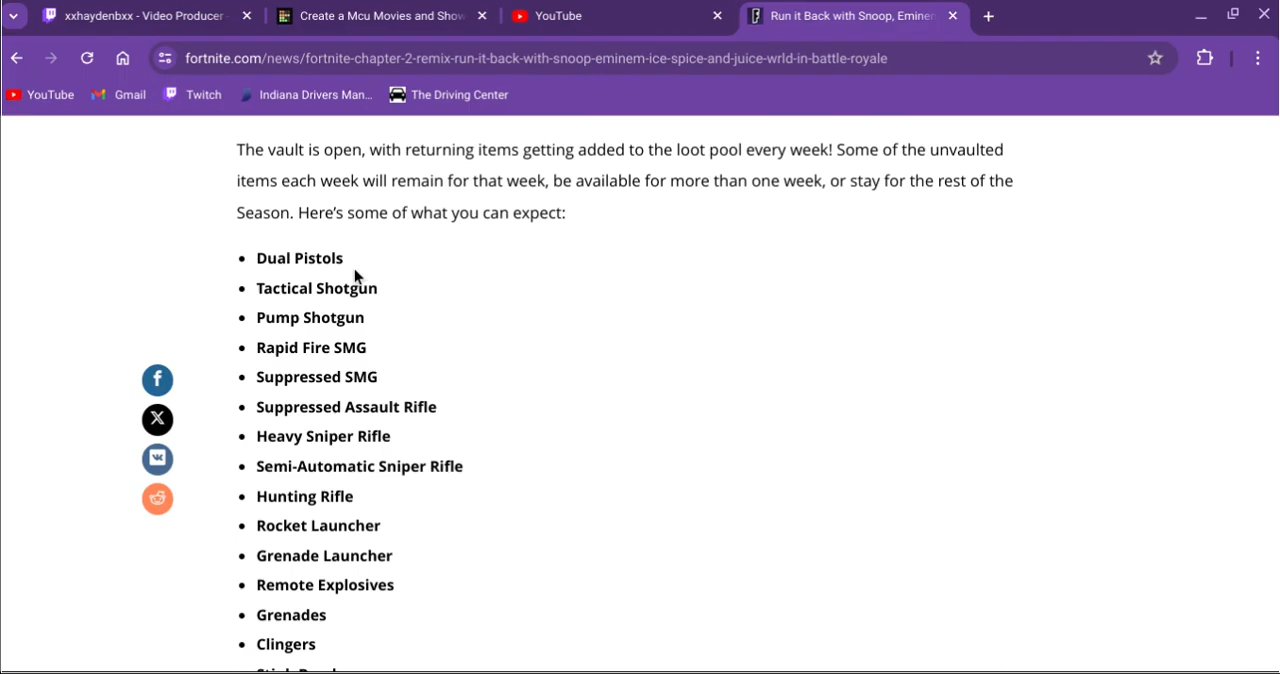 xxhaydenbxx - Video Producer
Create a Mcu Movies and Show
YouTube
Run it Back with Snoop, Eminen
fortnite.com/news/fortnite-chapter-2-remix-run-it-back-with-snoop-eminem-ice-spice-and-juice-wrld-in-battle-royale
YouTube
Gmail
Twitch
Indiana Drivers Man...
The Driving Center
The vault is open, with returning items getting added to the loot pool every week! Some of the unvaulted
items each week will remain for that week, be available for more than one week, or stay for the rest of the
Season. Here’s some of what you can expect:
• Dual Pistols
• Tactical Shotgun
• Pump Shotgun
• Rapid Fire SMG
• Suppressed SMG
• Suppressed Assault Rifle
• Heavy Sniper Rifle
• Semi-Automatic Sniper Rifle
• Hunting Rifle
• Rocket Launcher
• Grenade Launcher
• Remote Explosives
• Grenades
• Clingers